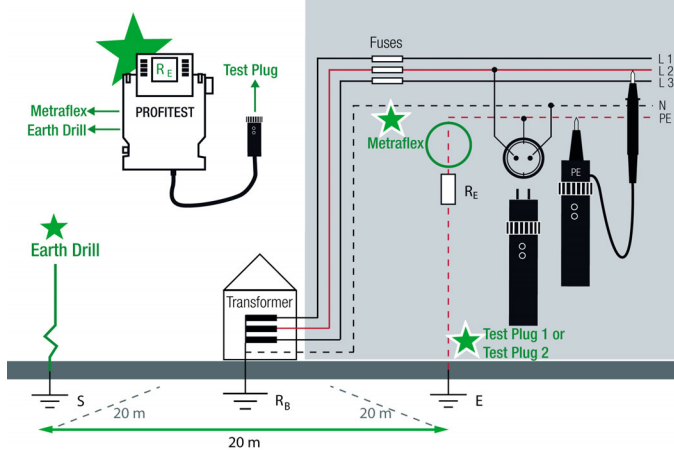 Fuses
L 1
L 2
L 3
N
PE
RE
PROFITEST
Test Plug
Metraflex
Earth Drill
Metraflex
RE
PE
Earth Drill
Transformer
Test Plug 1 or
Test Plug 2
S
RB
E
20 m
20 m
20 m